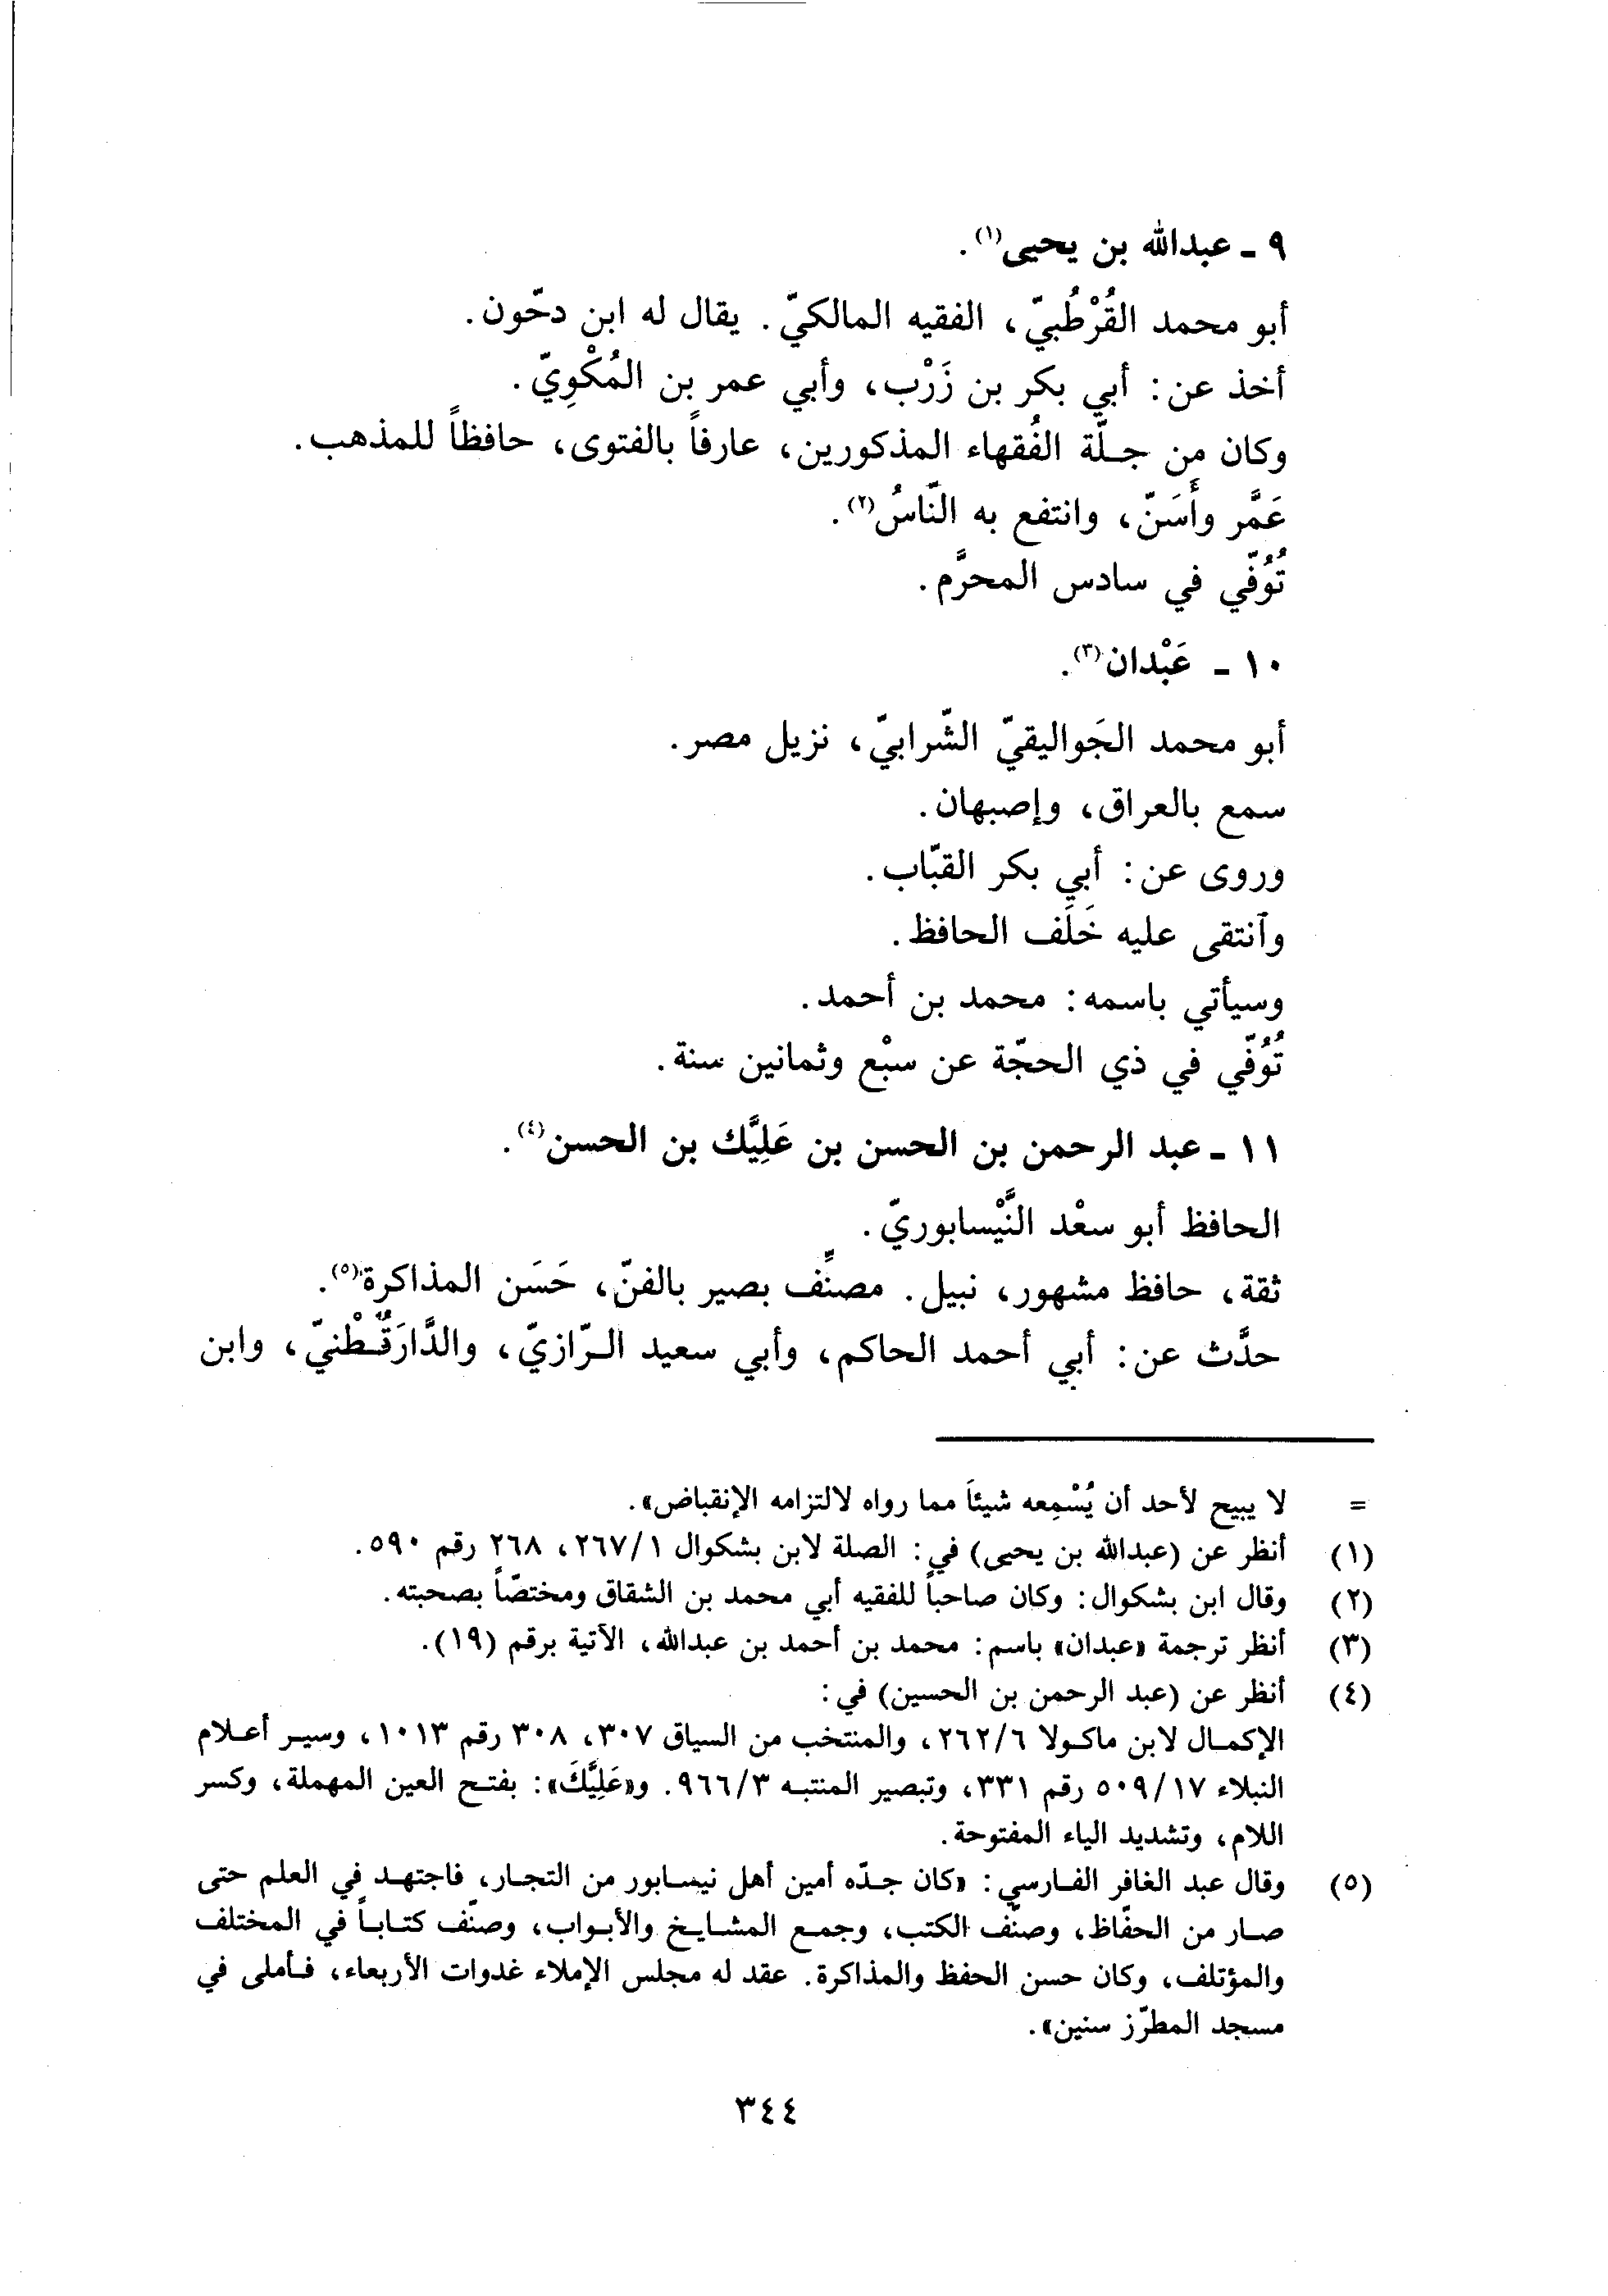 ٩ ـ عبدالله بن يحيى(١).
أبو محمد القُرْطُبيّ، الفقيه المالكيّ. يقال له ابن دحّون.
أخذ عن: أبي بكر بن زَرْب، وأبي عمر بن المُكْوِيّ.
وكان من جلّة الفُقهاء المذكورين، عارفاً بالفتوى، حافظاً للمذهب.
عَمَّر وأَسَنّ، وانتفع به النّاسُ(٢).
تُوُفّي في سادس المحرَّم.
١٠ ـ عَبْدان(٣).
أبو محمد الجَواليقيّ الشّرابيّ، نزيل مصر.
سمع بالعراق، وإصبهان.
وروى عن: أبي بكر القبّاب.
وآنتقى عليه خَلَف الحافظ.
وسيأتي باسمه: محمد بن أحمد.
تُوُفّي في ذي الحجّة عن سبْع وثمانين سنة.
١١ ـ عبد الرحمن بن الحسن بن عَلِيَّك بن الحسن(٤).
الحافظ أبو سعْد النَّيْسابوريّ.
ثقة، حافظ مشهور، نبيل. مصنِّف بصير بالفنّ، حَسَن المذاكرة(٥).
حدَّث عن: أبي أحمد الحاكم، وأبي سعيد الرّازيّ، والدَّارَقُطْنيّ، وابن
= لا يبيح لأحد أن يُسْمِعه شيئاً مما رواه لالتزامه الإنقباض».
(١) أنظر عن (عبدالله بن يحيى) في: الصلة لابن بشكوال ٢٦٧/١، ٢٦٨ رقم ٥٩٠.
(٢) وقال ابن بشكوال: وكان صاحباً للفقيه أبي محمد بن الشقاق ومختصّاً بصحبته.
(٣) أنظر ترجمة «عبدان» باسم: محمد بن أحمد بن عبدالله، الآتية برقم (١٩).
(٤) أنظر عن (عبد الرحمن بن الحسين) في:
الإكمال لابن ماكولا ٢٦٢/٦، والمنتخب من السياق ٣٠٧، ٣٠٨ رقم ١٠١٣، وسير أعلام
النبلاء ٥٠٩/١٧ رقم ٣٣١، وتبصير المنتبه ٩٦٦/٣. و«عَلِيَّكَ»: بفتح العين المهملة، وكسر
اللام، وتشديد الياء المفتوحة.
(٥) وقال عبد الغافر الفارسي: «كان جدّه أمين أهل نيسابور من التجار، فاجتهد في العلم حتى
صار من الحفّاظ، وصنّف الكتب، وجمع المشايخ والأبواب، وصنّف كتاباً في المختلف
والمؤتلف، وكان حسن الحفظ والمذاكرة. عقد له مجلس الإملاء غدوات الأربعاء، فأملى في
مسجد المطرّز سنين».
٣٤٤